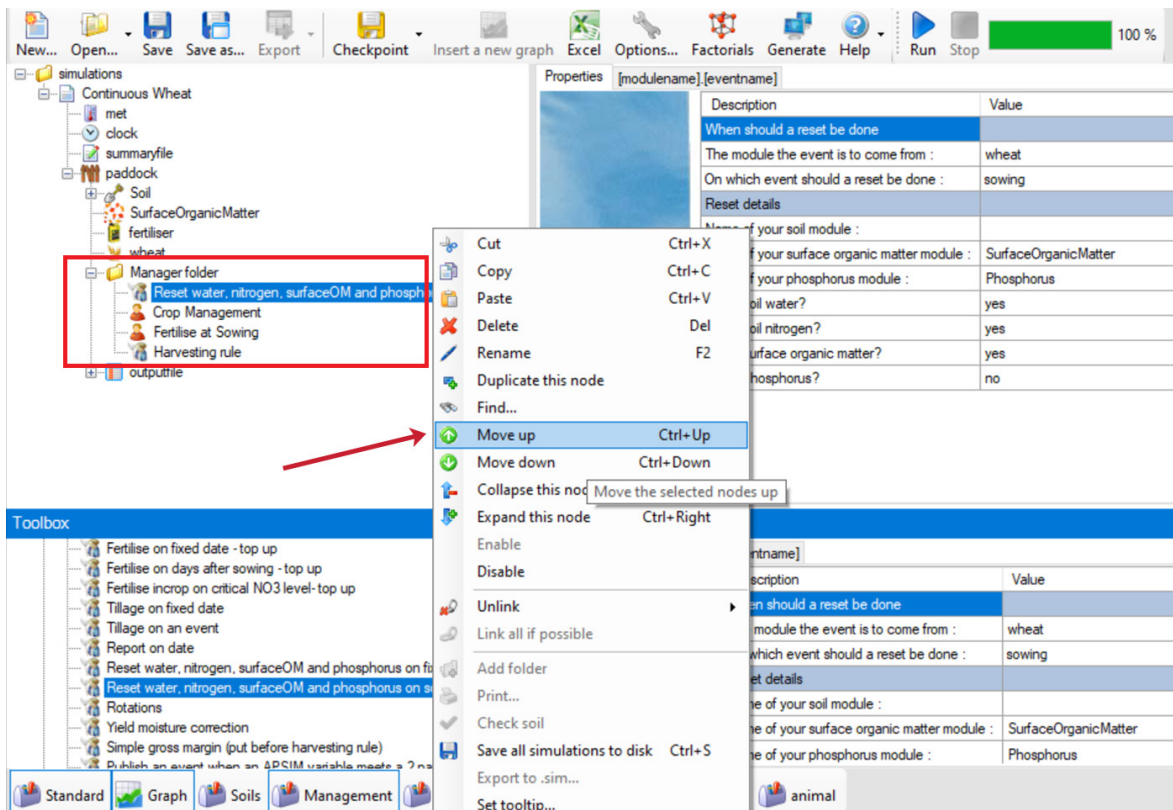 New... Open... Save Save as... Export Checkpoint Insert a new graph Excel Options... Factorials Generate Help Run Stop 100 %
simulations
Continuous Wheat
met
clock
summaryfile
paddock
Soil
SurfaceOrganicMatter
fertiliser
wheat
Manager folder
Reset water, nitrogen, surfaceOM and phosph
Crop Management
Fertilise at Sowing
Harvesting rule
outputfile
Properties [modulename].[eventname]
Description Value
When should a reset be done
The module the event is to come from : wheat
On which event should a reset be done : sowing
Reset details
Name of your soil module :
f your surface organic matter module : SurfaceOrganicMatter
f your phosphorus module : Phosphorus
oil water? yes
oil nitrogen? yes
urface organic matter? yes
hosphorus? no
Cut Ctrl+X
Copy Ctrl+C
Paste Ctrl+V
Delete Del
Rename F2
Duplicate this node
Find...
Move up Ctrl+Up
Move down Ctrl+Down
Collapse this nod
Move the selected nodes up
Expand this node Ctrl+Right
Enable
Disable
Unlink
Link all if possible
Add folder
Print...
Check soil
Save all simulations to disk Ctrl+S
Export to .sim...
Set tooltip...
Toolbox
Fertilise on fixed date - top up
Fertilise on days after sowing - top up
Fertilise incrop on critical NO3 level- top up
Tillage on fixed date
Tillage on an event
Report on date
Reset water, nitrogen, surfaceOM and phosphorus on fi
Reset water, nitrogen, surfaceOM and phosphorus on s
Rotations
Yield moisture correction
Simple gross margin (put before harvesting rule)
Publish an event when an APSIM variable meets a 2 pa
entname]
scription Value
en should a reset be done
module the event is to come from : wheat
which event should a reset be done : sowing
et details
ne of your soil module :
ne of your surface organic matter module : SurfaceOrganicMatter
ne of your phosphorus module : Phosphorus
Standard Graph Soils Management animal